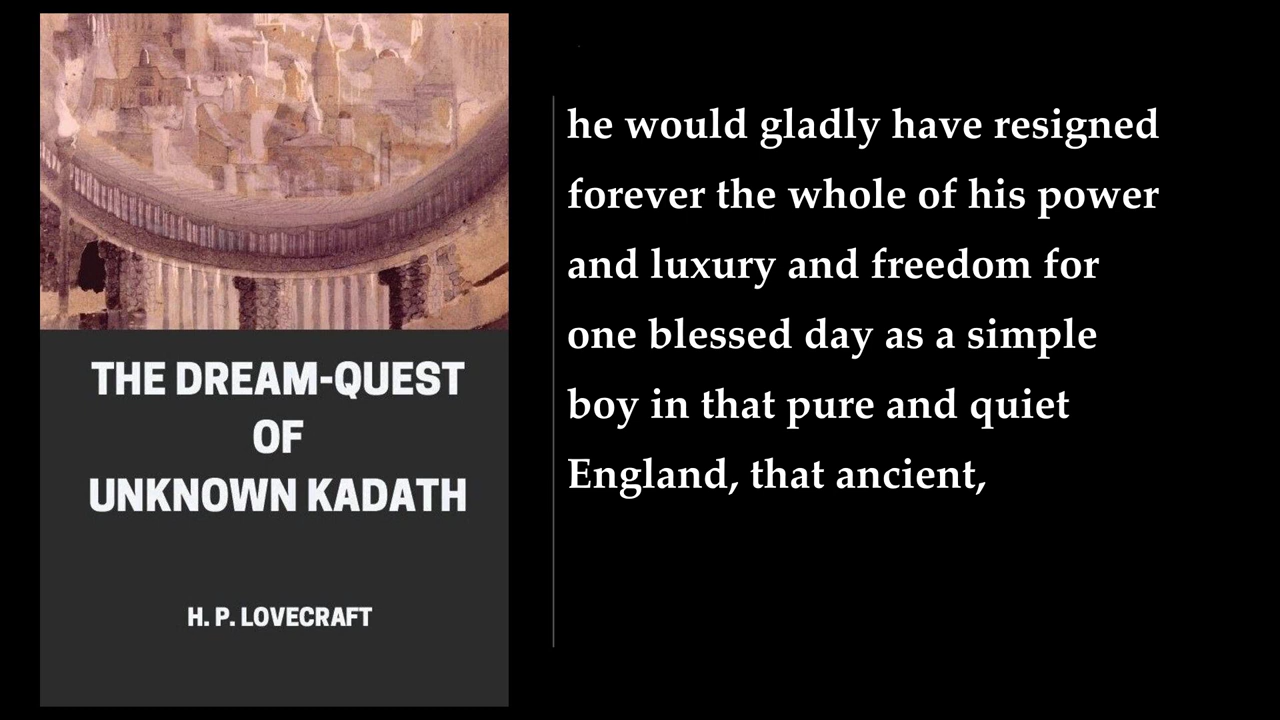 THE DREAM-QUEST
OF
UNKNOWN KADATH
H. P. LOVECRAFT
he would gladly have resigned
forever the whole of his power
and luxury and freedom for
one blessed day as a simple
boy in that pure and quiet
England, that ancient,